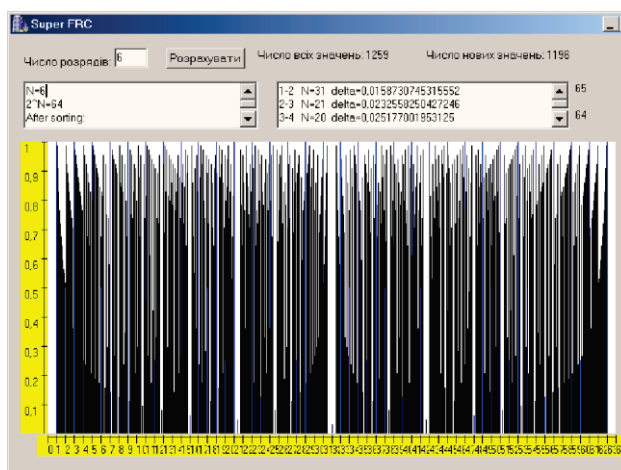 Super FRC
Число розрядів: 6 Розрахувати Число всіх значень: 1259 Число нових значень: 1196
N=6
2^N=64
After sorting:
1-2 N=31 delta=0,0158730745315552
2-3 N=21 delta=0,0232558250427246
3-4 N=20 delta=0,025177001953125
65
64
1
0,9
0,8
0,7
0,6
0,5
0,4
0,3
0,2
0,1
0 1 2 3 4 5 6 7 8 9